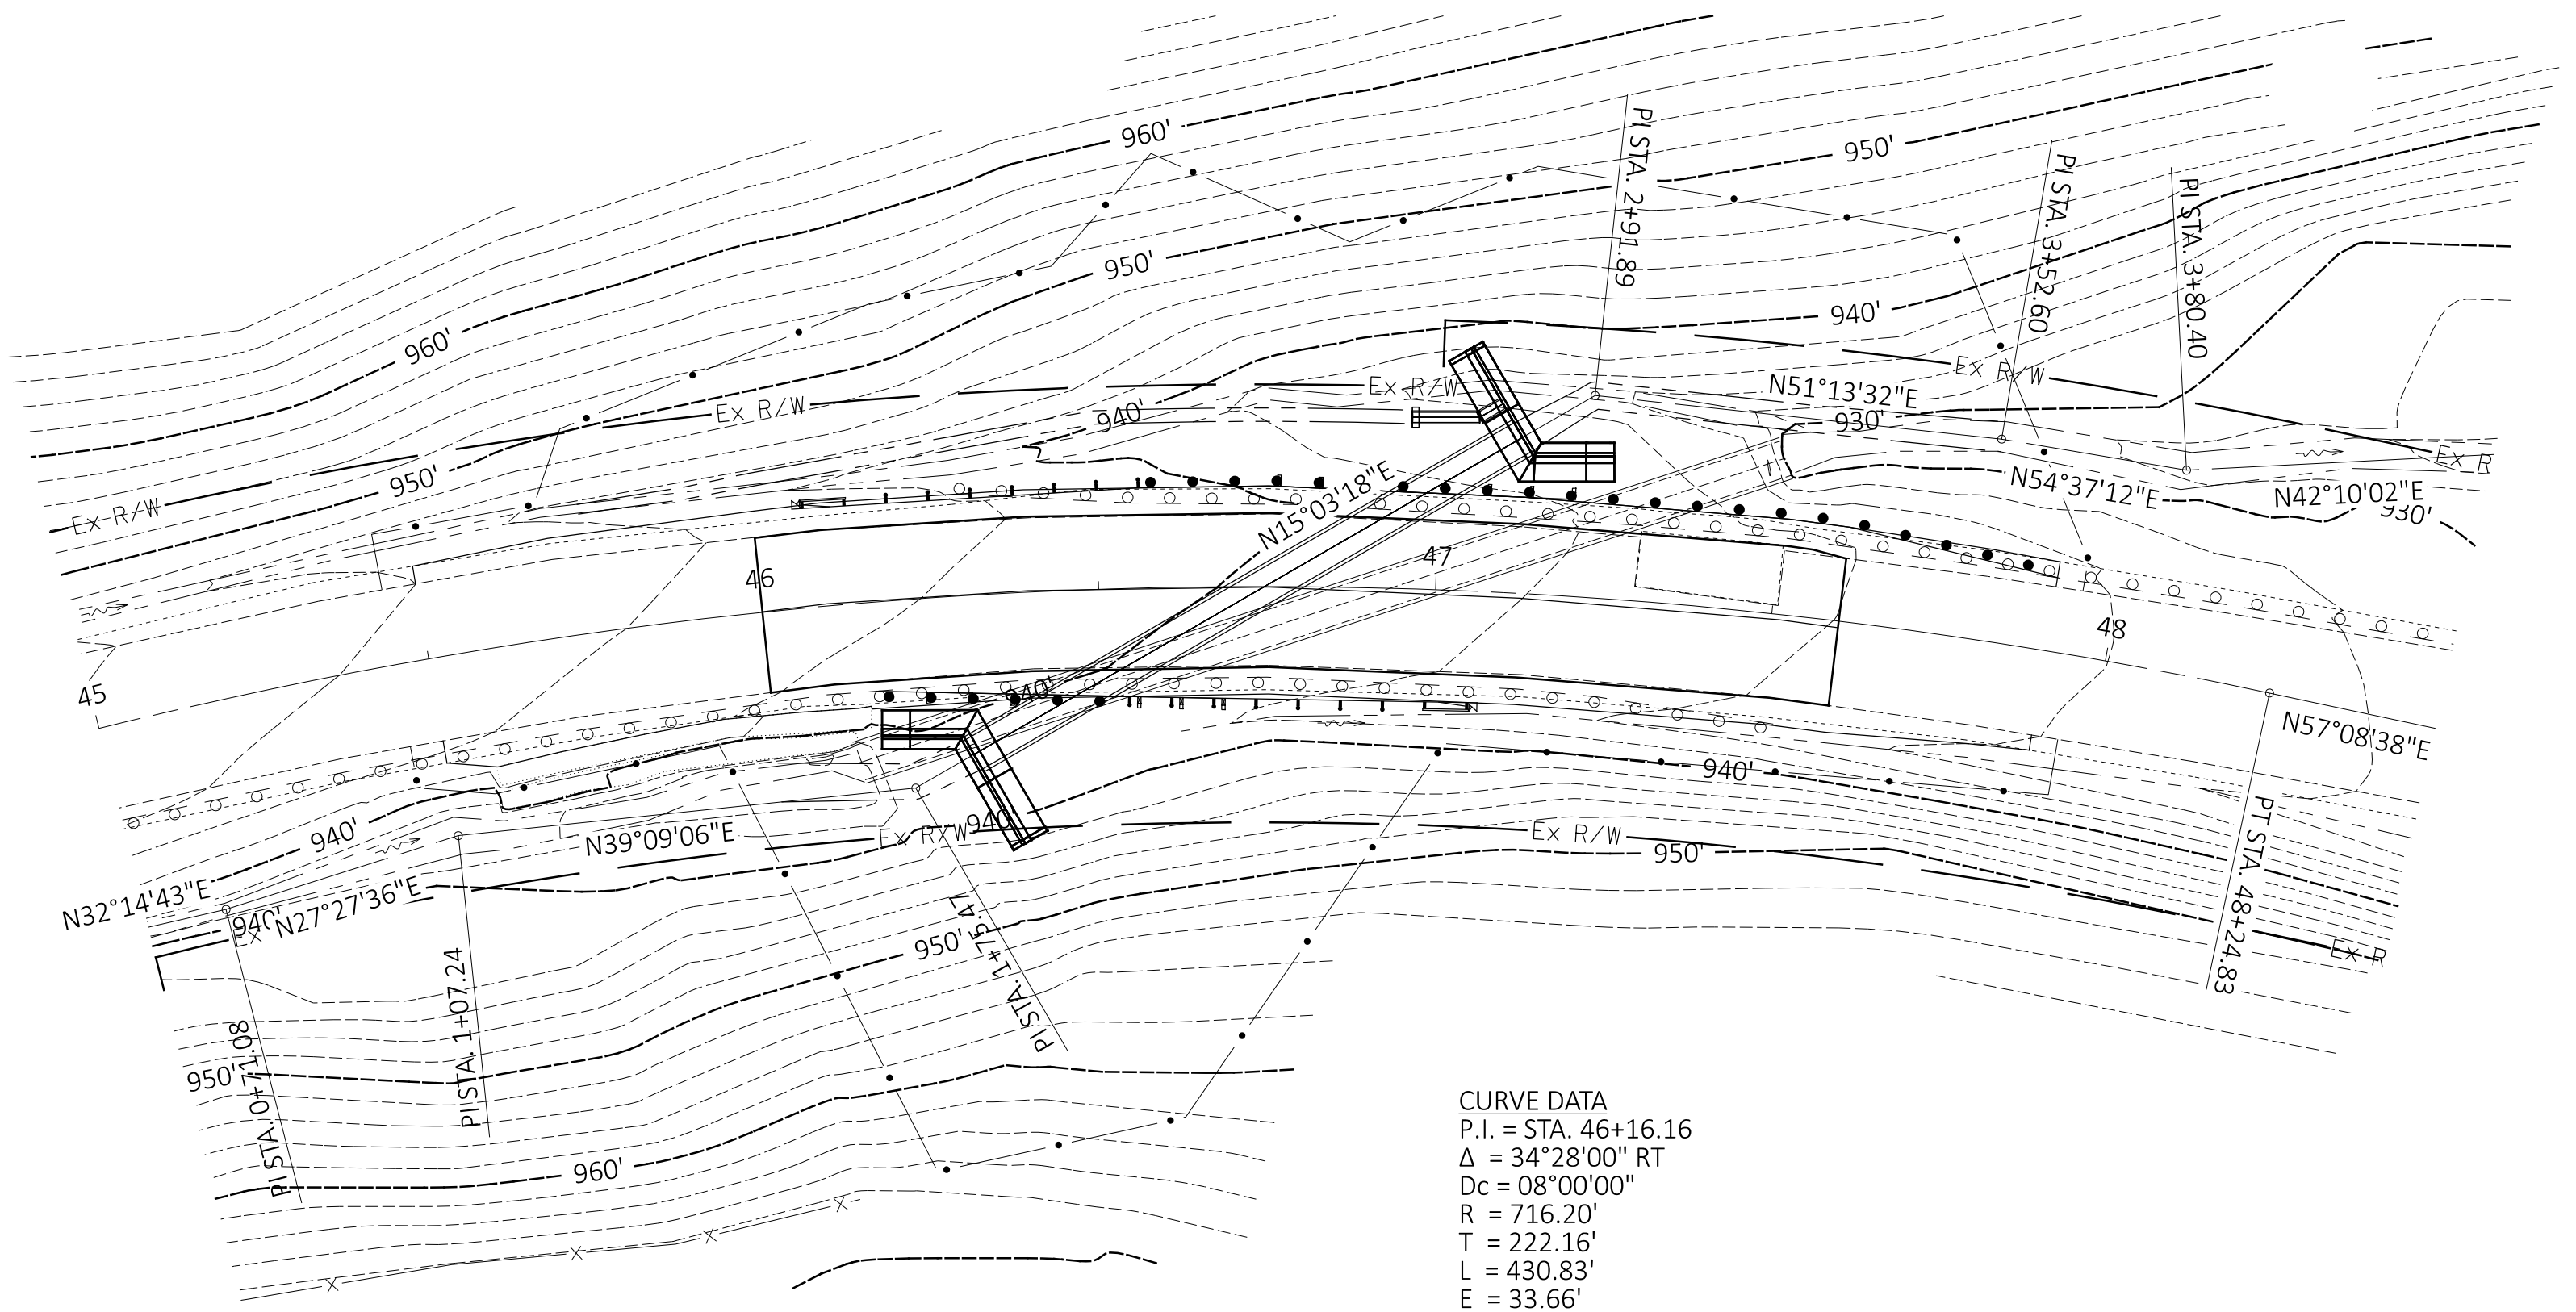 960'
950'
PI STA. 2+91.89
PI STA. 3+52.60
PI STA. 3+80.40
950'
940'
960'
Ex R/W
N51°13'32"E
Ex R/W
Ex R/W
940'
930'
Ex R
950'
N15°03'18"E
N54°37'12"E
N42°10'02"E
930'
Ex R/W
47
46
48
45
940'
N57°08'38"E
940'
940'
N39°09'06"E
Ex R/W
940
Ex R/W
950'
N32°14'43"E
940'
Ex
N27°27'36"E
950'
PI STA. 1+75.47
PT STA. 48+24.83
Ex R
PI STA. 1+07.24
950'
PI STA. 0+71.08
960'
X
X
X
X
CURVE DATA
P.I. = STA. 46+16.16
Δ = 34°28'00" RT
Dc = 08°00'00"
R = 716.20'
T = 222.16'
L = 430.83'
E = 33.66'